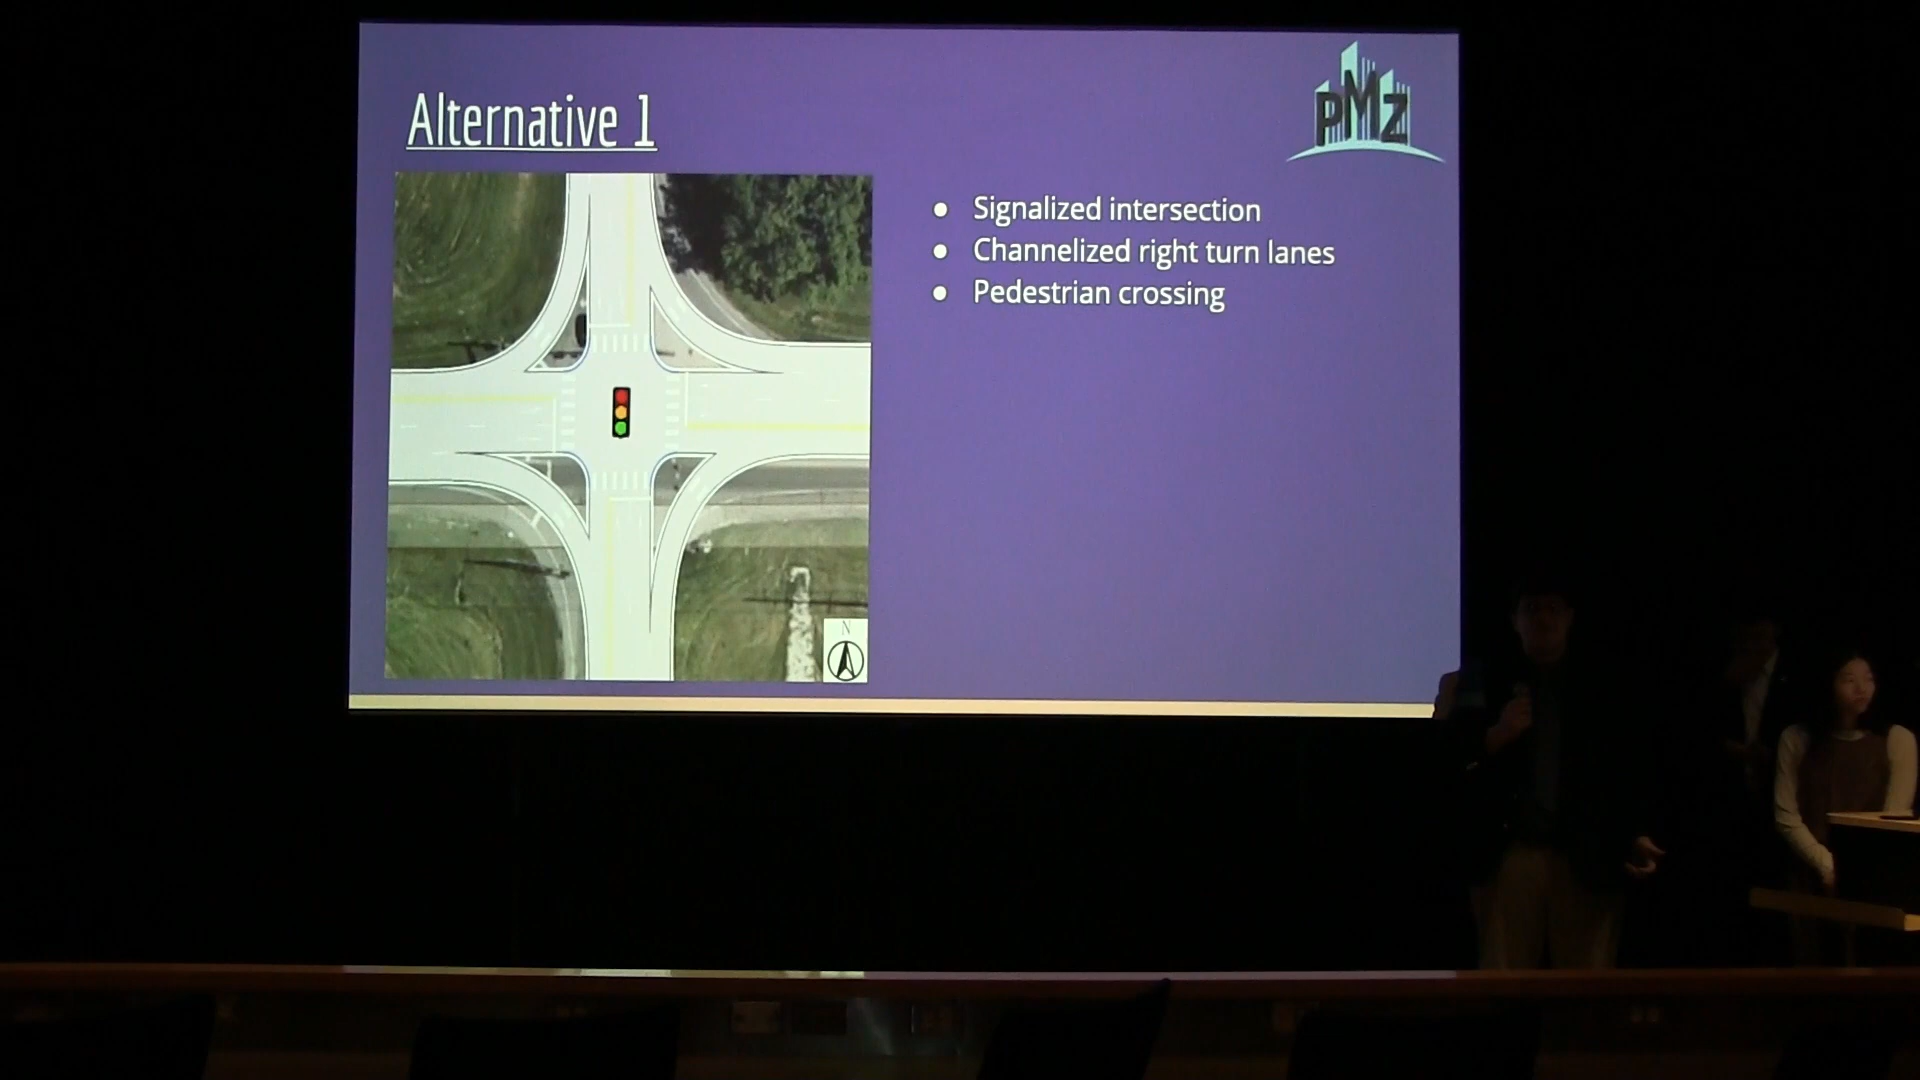 Alternative 1
PMZ
● Signalized intersection
● Channelized right turn lanes
● Pedestrian crossing
N